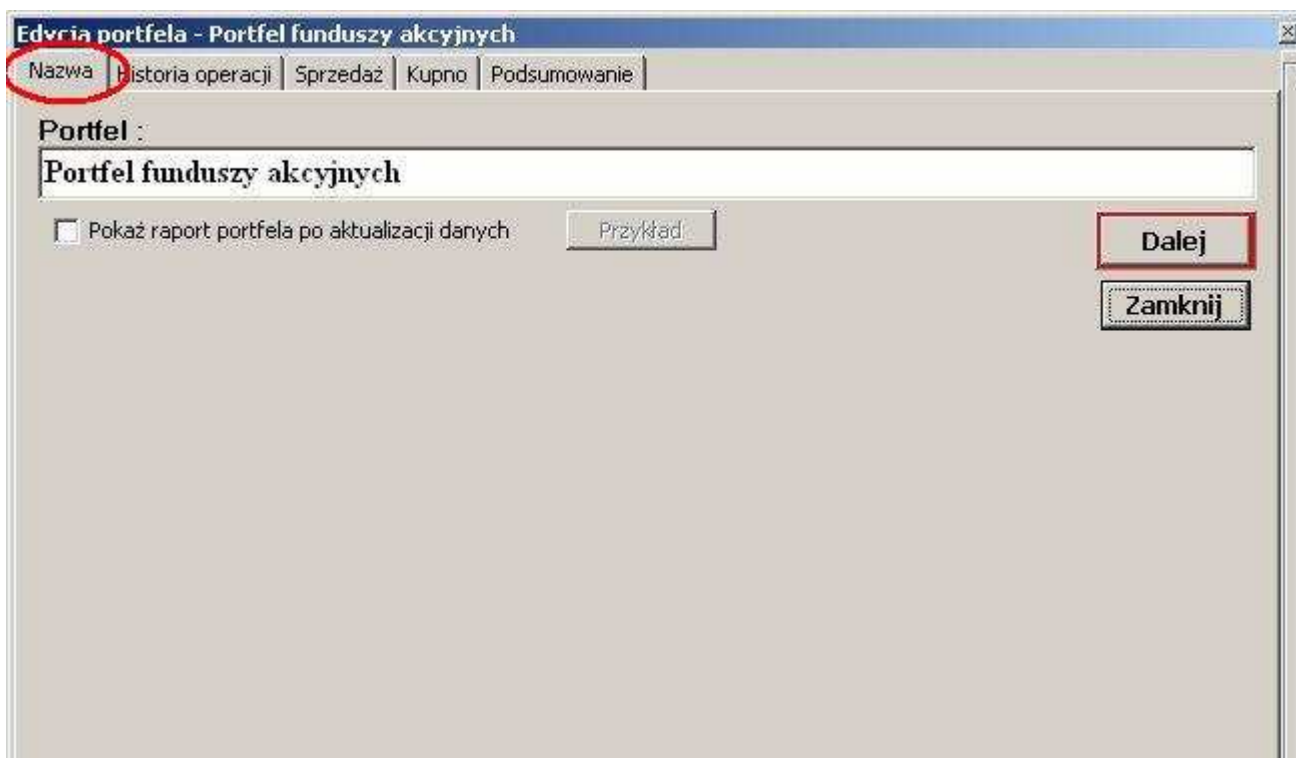 Edycja portfela - Portfel funduszy akcyjnych
Nazwa Historia operacji Sprzedaż Kupno Podsumowanie
Portfel :
Portfel funduszy akcyjnych
Pokaż raport portfela po aktualizacji danych Przykład
Dalej
Zamknij